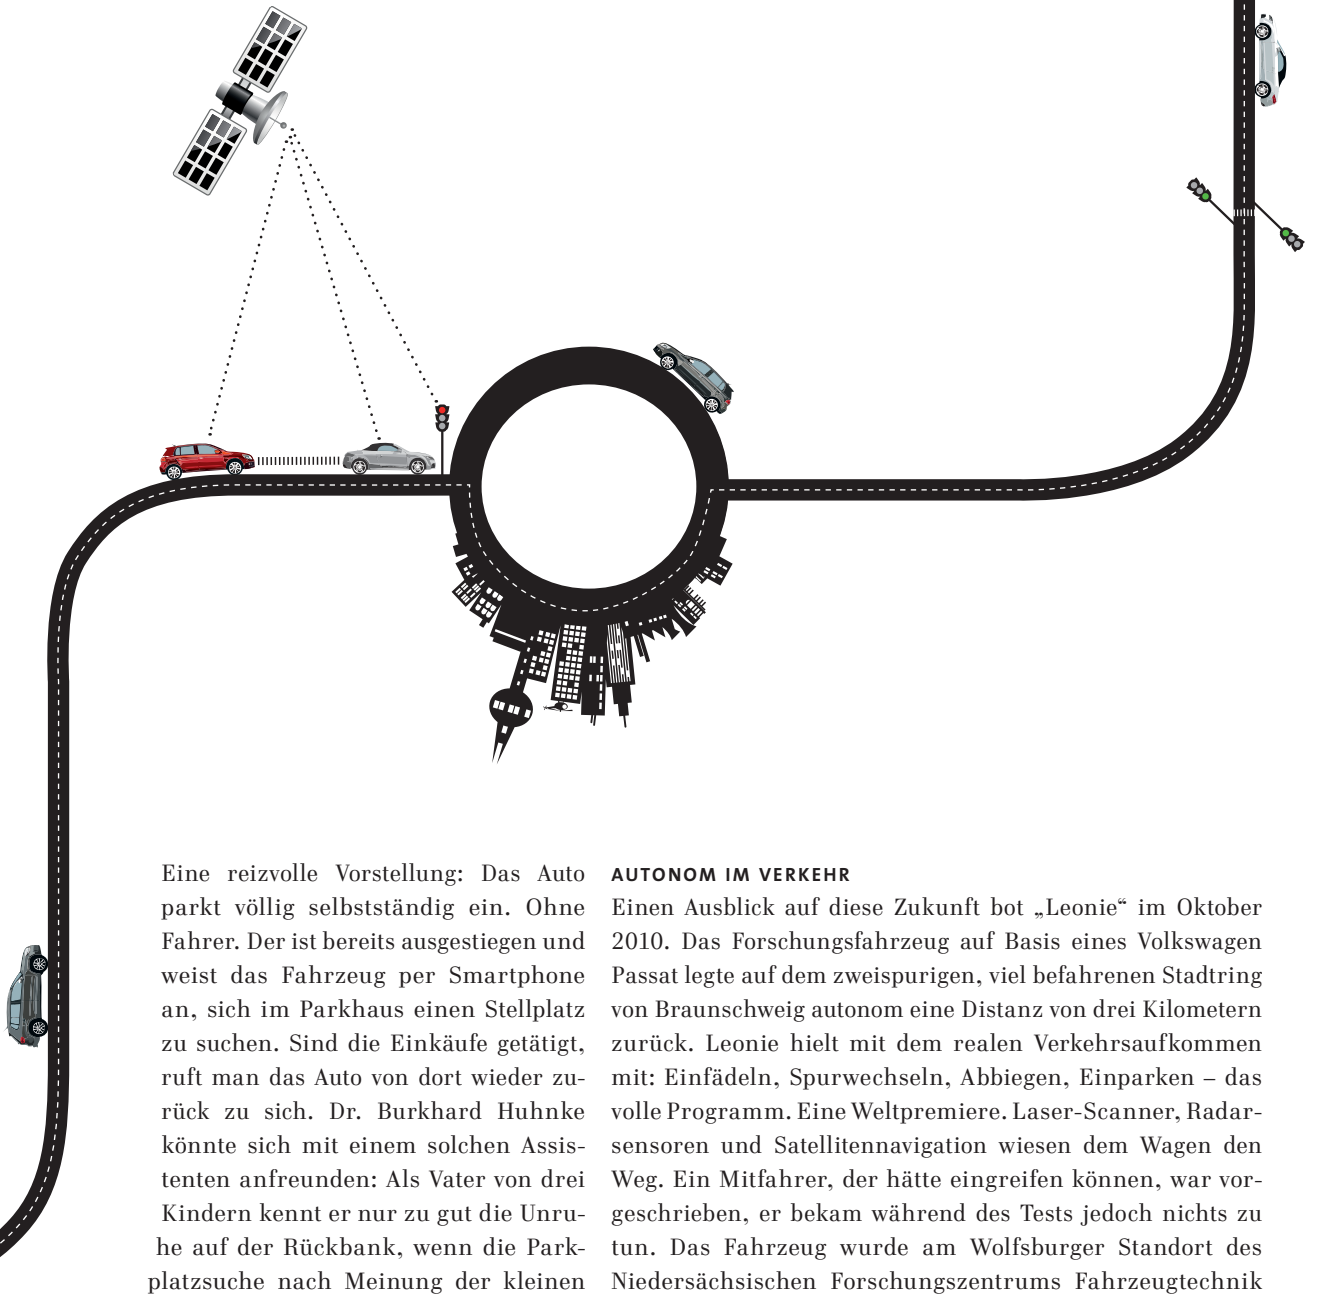 Eine reizvolle Vorstellung: Das Auto
parkt völlig selbstständig ein. Ohne
Fahrer. Der ist bereits ausgestiegen und
weist das Fahrzeug per Smartphone
an, sich im Parkhaus einen Stellplatz
zu suchen. Sind die Einkäufe getätigt,
ruft man das Auto von dort wieder zu-
rück zu sich. Dr. Burkhard Huhnke
könnte sich mit einem solchen Assis-
tenten anfreunden: Als Vater von drei
Kindern kennt er nur zu gut die Unru-
he auf der Rückbank, wenn die Park-
platzsuche nach Meinung der kleinen
AUTONOM IM VERKEHR
Einen Ausblick auf diese Zukunft bot „Leonie“ im Oktober
2010. Das Forschungsfahrzeug auf Basis eines Volkswagen
Passat legte auf dem zweispurigen, viel befahrenen Stadtring
von Braunschweig autonom eine Distanz von drei Kilometern
zurück. Leonie hielt mit dem realen Verkehrsaufkommen
mit: Einfädeln, Spurwechseln, Abbiegen, Einparken – das
volle Programm. Eine Weltpremiere. Laser-Scanner, Radar-
sensoren und Satellitennavigation wiesen dem Wagen den
Weg. Ein Mitfahrer, der hätte eingreifen können, war vor-
geschrieben, er bekam während des Tests jedoch nichts zu
tun. Das Fahrzeug wurde am Wolfsburger Standort des
Niedersächsischen Forschungszentrums Fahrzeugtechnik